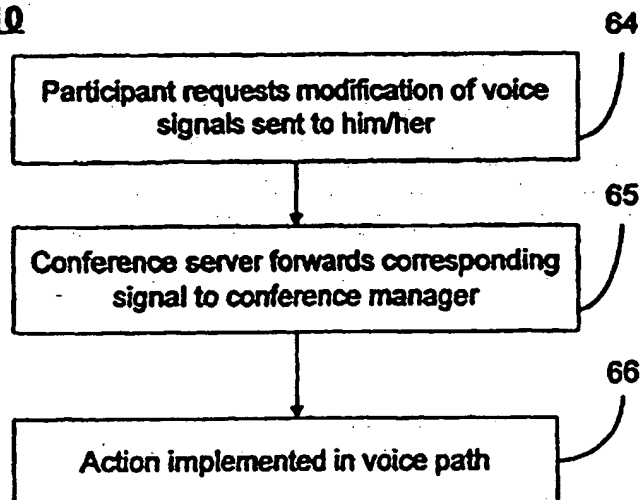 64
Participant requests modification of voice
signals sent to him/her
65
Conference server forwards corresponding
signal to conference manager
66
Action implemented in voice path